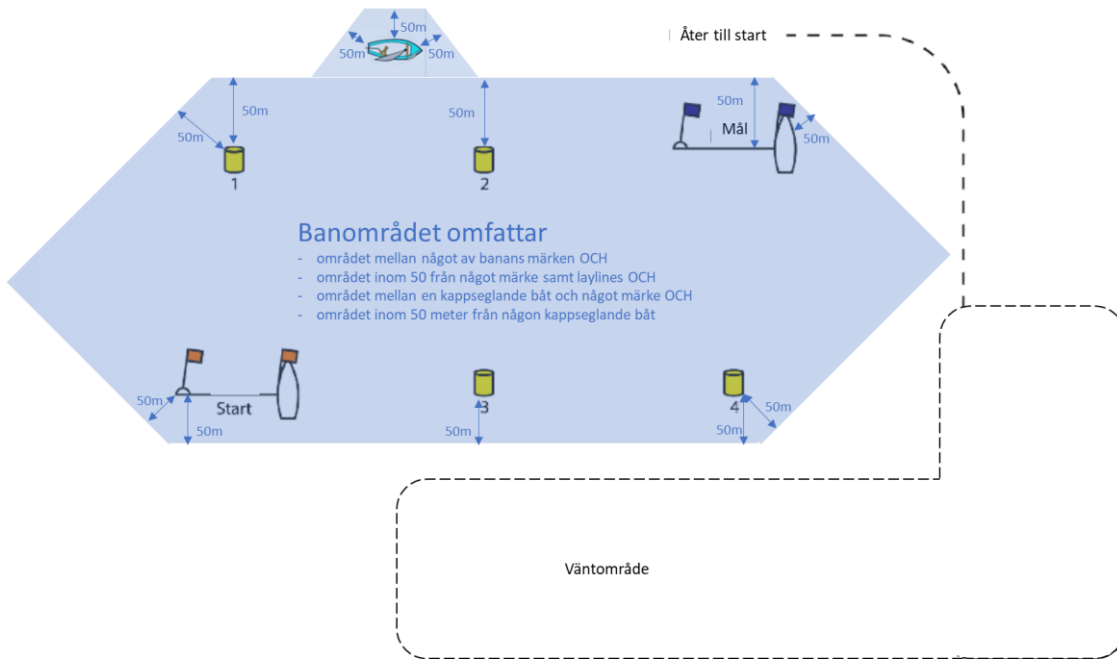 50m
50m
50m
Åter till start
50m
50m
50m
50m
50m
Mål
1
2
Banområdet omfattar
- området mellan något av banans märken OCH
- området inom 50 från något märke samt laylines OCH
- området mellan en kappseglande båt och något märke OCH
- området inom 50 meter från någon kappseglande båt
Start
3
4
50m
50m
50m
50m
50m
Väntområde